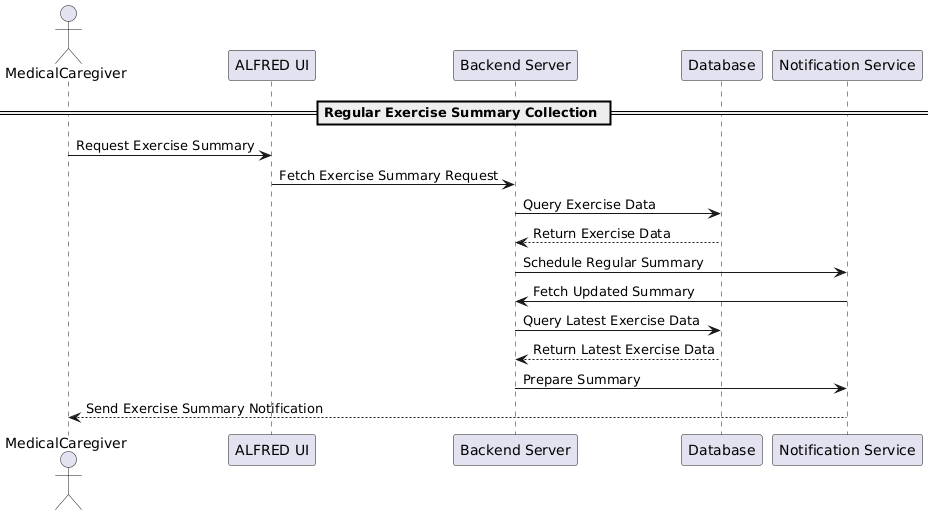 MedicalCaregiver
ALFRED UI
Backend Server
Database
Notification Service
Regular Exercise Summary Collection
Request Exercise Summary
Fetch Exercise Summary Request
Query Exercise Data
Return Exercise Data
Schedule Regular Summary
Fetch Updated Summary
Query Latest Exercise Data
Return Latest Exercise Data
Prepare Summary
Send Exercise Summary Notification
MedicalCaregiver
ALFRED UI
Backend Server
Database
Notification Service